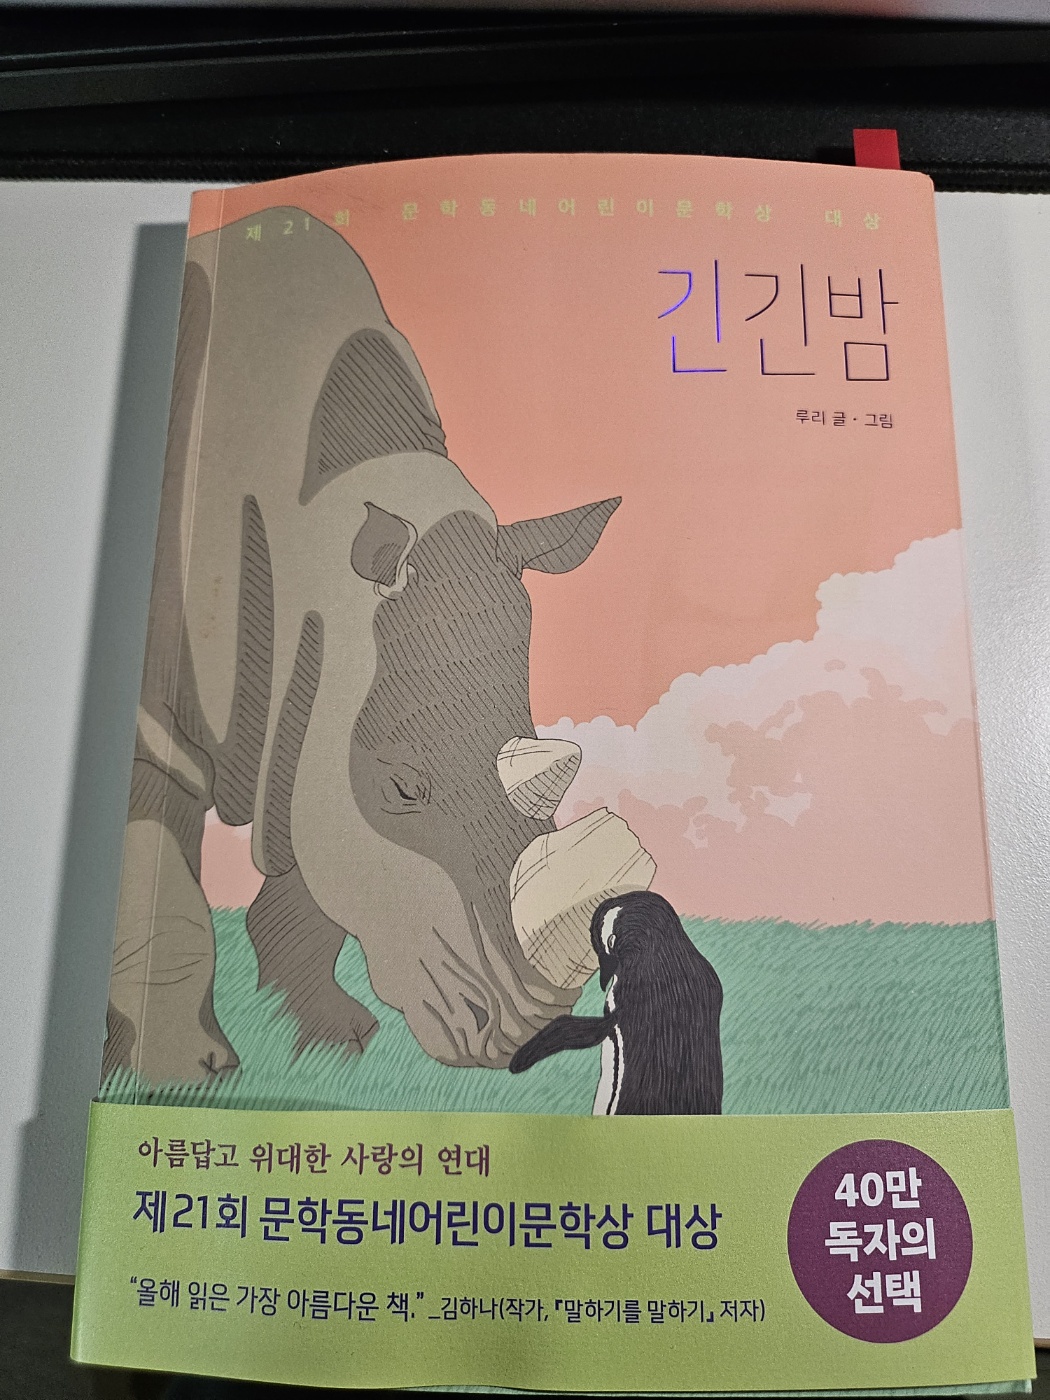 제21회 문학동네어린이문학상 대상
긴긴밤
루리 글·그림
아름답고 위대한 사랑의 연대
제21회 문학동네어린이문학상 대상
“올해 읽은 가장 아름다운 책.”_김하나(작가, 『말하기를 말하기』 저자)
40만
독자의
선택